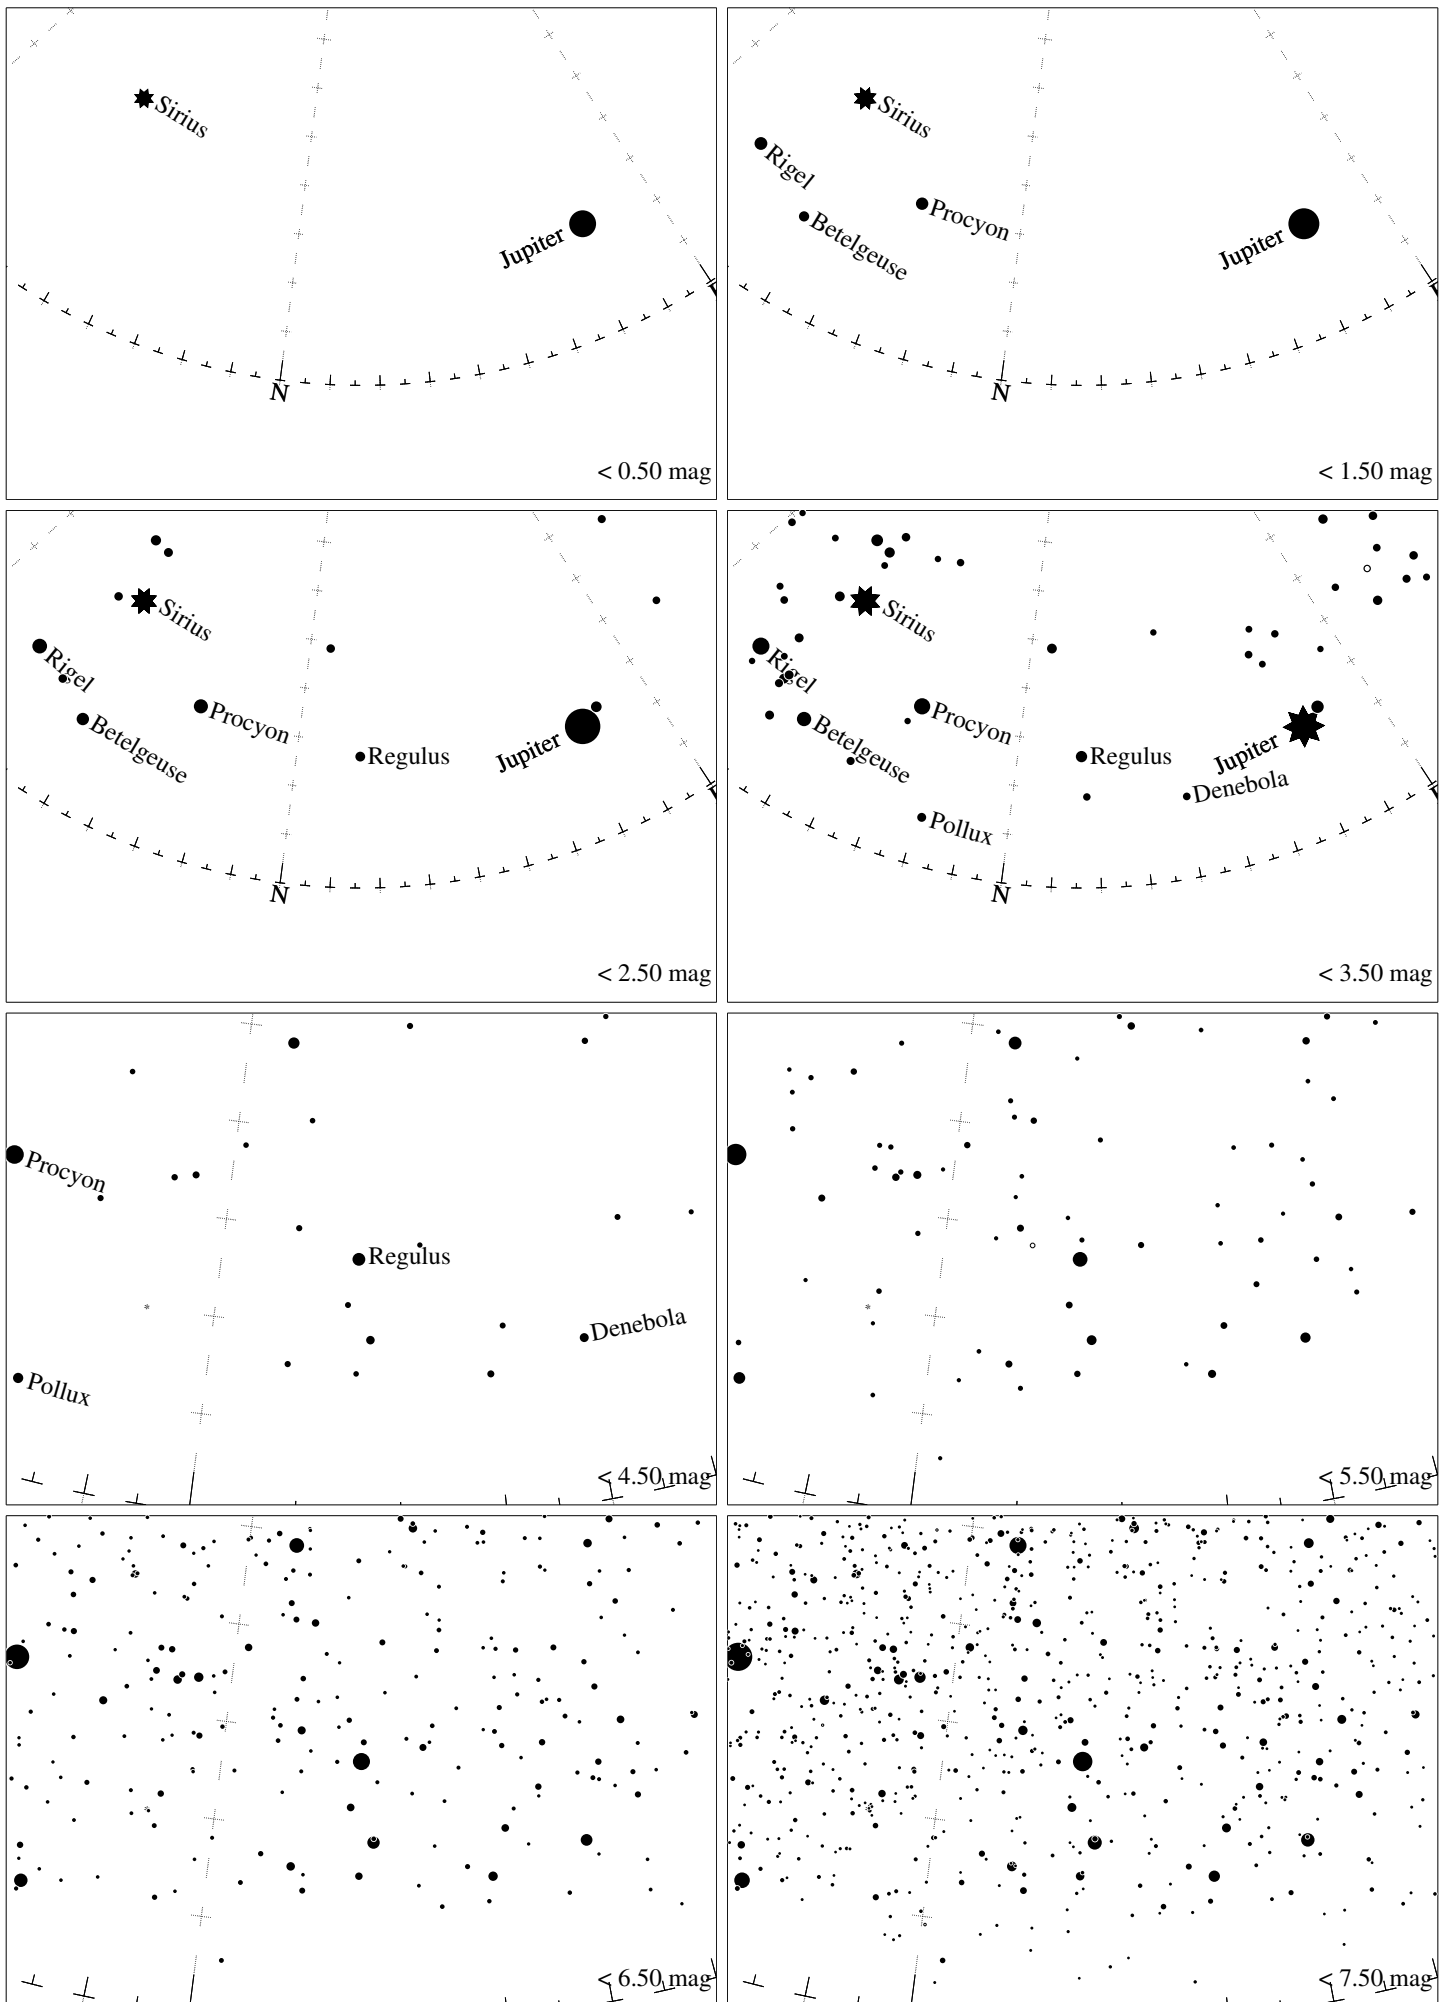 Sirius
Jupiter
N
< 0.50 mag
Sirius
Rigel
Procyon
Betelgeuse
Jupiter
N
< 1.50 mag
Sirius
Rigel
Procyon
Betelgeuse
Regulus
Jupiter
N
< 2.50 mag
Sirius
Rigel
Procyon
Betelgeuse
Regulus
Jupiter
Denebola
Pollux
N
< 3.50 mag
Procyon
Regulus
Denebola
Pollux
< 4.50 mag
< 5.50 mag
< 6.50 mag
< 7.50 mag